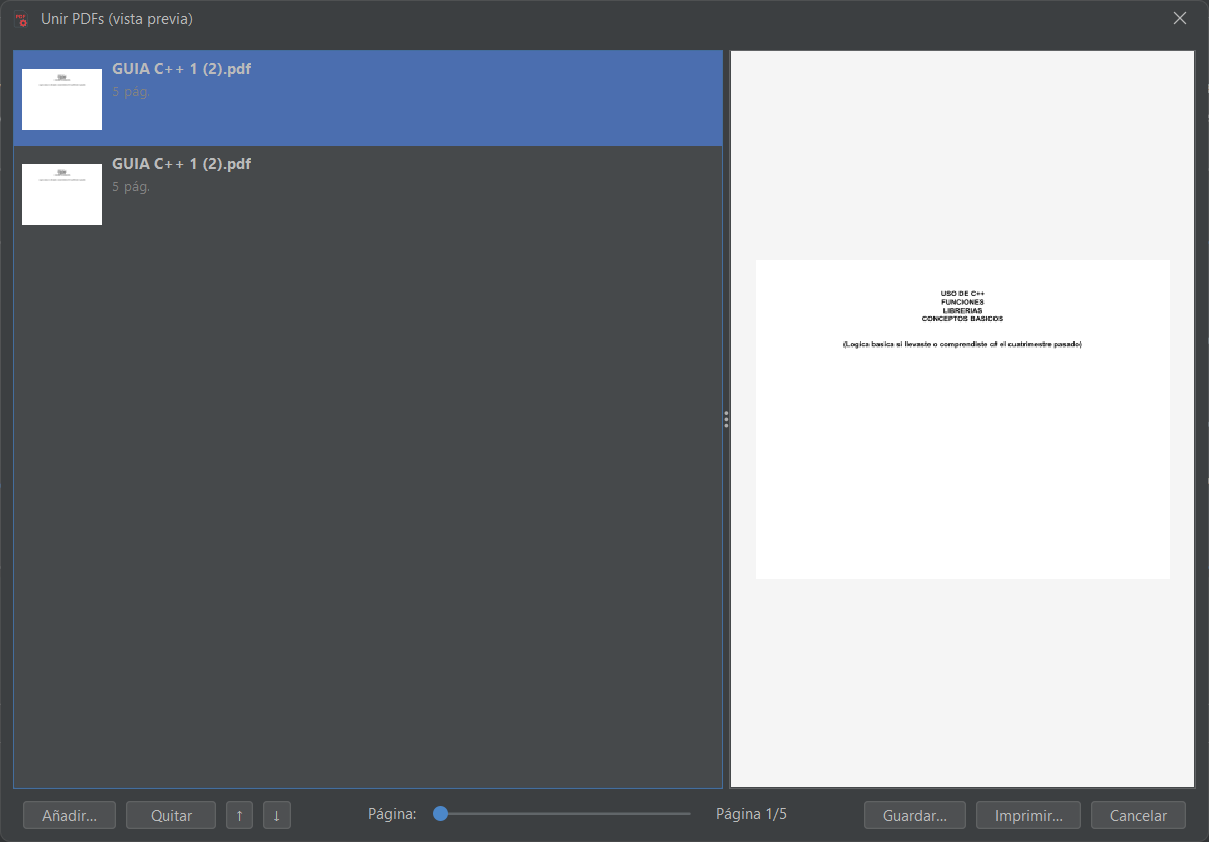 Unir PDFs (vista previa)
GUIA C++ 1 (2).pdf
5 pág.
GUIA C++ 1 (2).pdf
5 pág.
USO DE C++
FUNCIONES
LIBRERIAS
CONCEPTOS BASICOS
(Logica basica si llevaste o comprendiste c# el cuatrimestre pasado)
Añadir...
Quitar
↑
↓
Página:
Página 1/5
Guardar...
Imprimir...
Cancelar